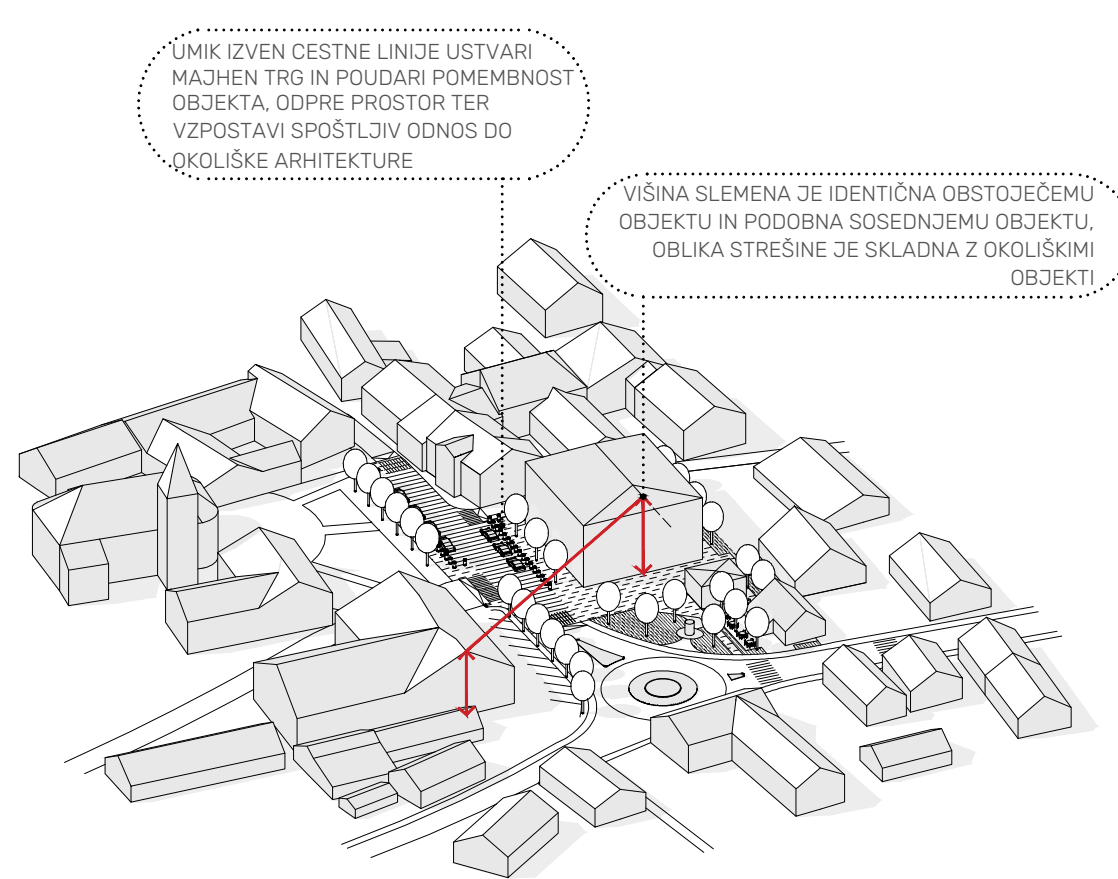 UMIK IZVEN CESTNE LINIJE USTVARI
MAJHEN TRG IN POUDARI POMEMBNOST
OBJEKTA, ODPRE PROSTOR TER
VZPOSTAVI SPOŠTLJIV ODNOS DO
OKOLIŠKE ARHITEKTURE
VIŠINA SLEMENA JE IDENTIČNA OBSTOJEČEMU
OBJEKTU IN PODOBNA SOSEDNJEMU OBJEKTU,
OBLIKA STREŠINE JE SKLADNA Z OKOLIŠKIMI
OBJEKTI